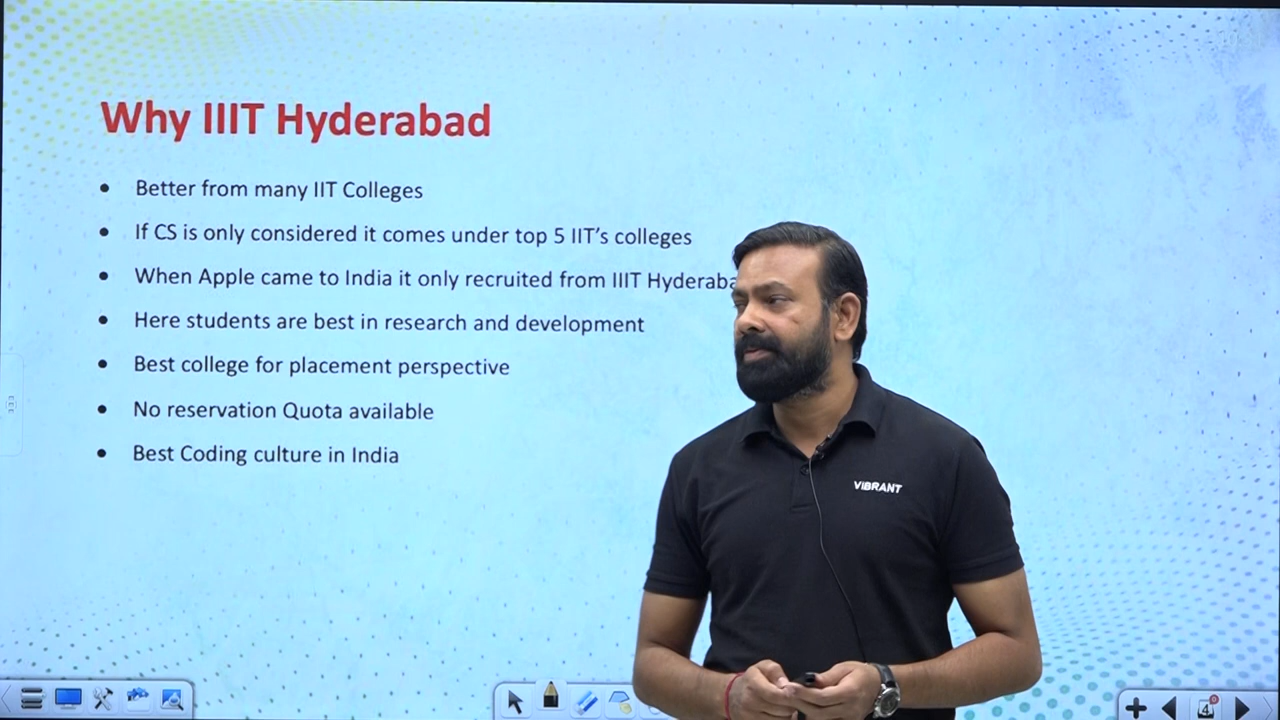 Why IIIT Hyderabad
• Better from many IIT Colleges
• If CS is only considered it comes under top 5 IIT’s colleges
• When Apple came to India it only recruited from IIIT Hyderaba
• Here students are best in research and development
• Best college for placement perspective
• No reservation Quota available
• Best Coding culture in India
VIBRANT
4